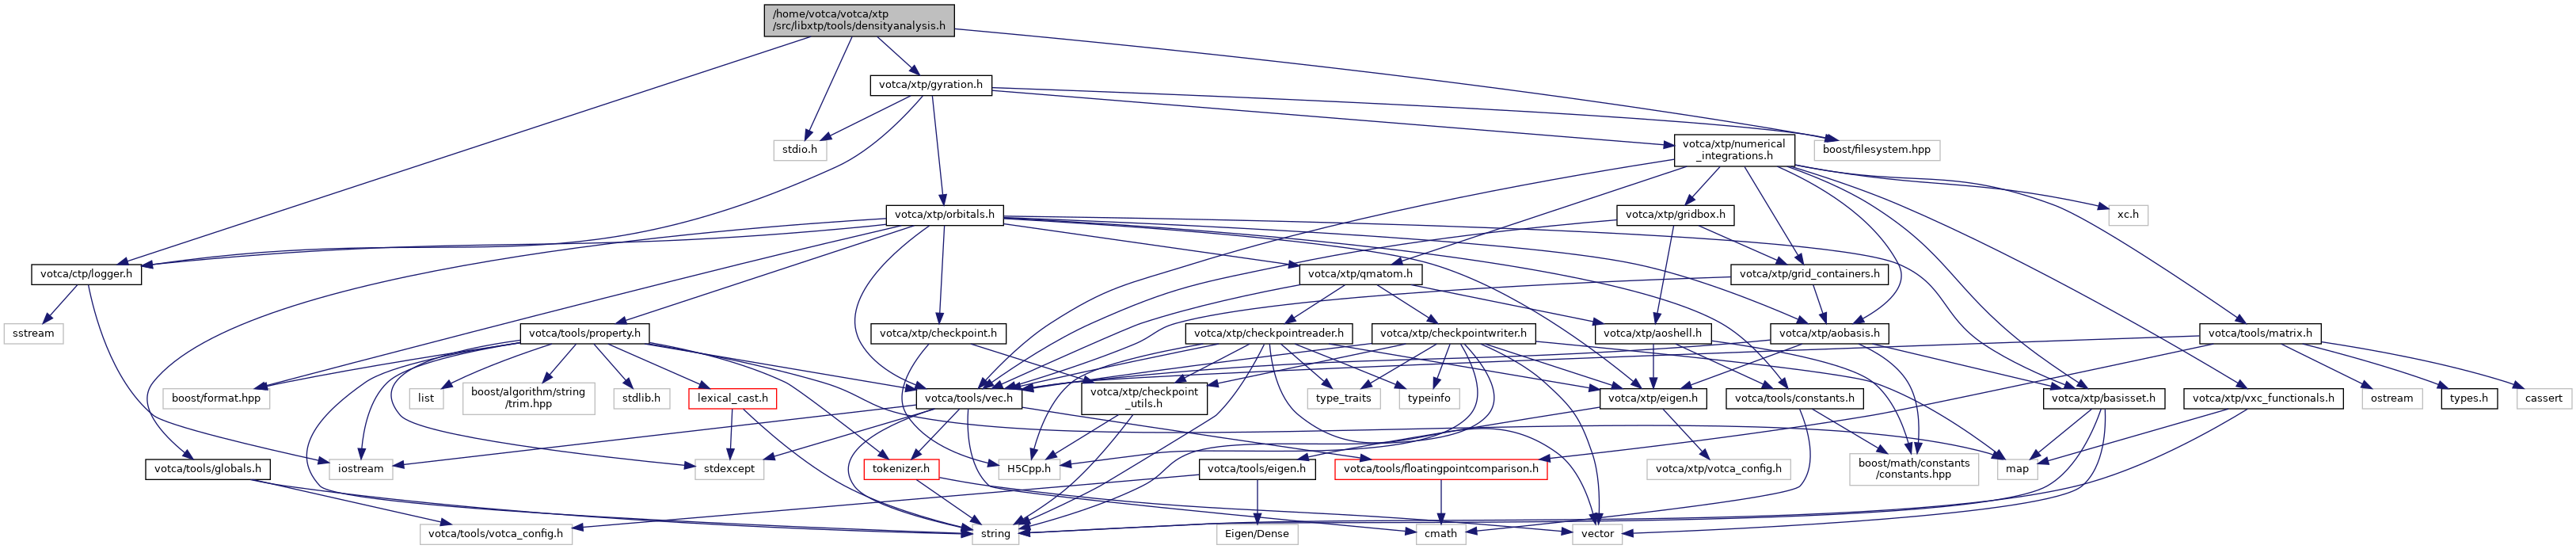 /home/votca/votca/xtp
/src/libxtp/tools/densityanalysis.h
votca/xtp/gyration.h
stdio.h
votca/xtp/numerical
_integrations.h
boost/filesystem.hpp
votca/xtp/orbitals.h
votca/xtp/gridbox.h
xc.h
votca/ctp/logger.h
votca/xtp/qmatom.h
votca/xtp/grid_containers.h
sstream
votca/tools/property.h
votca/xtp/checkpoint.h
votca/xtp/checkpointreader.h
votca/xtp/checkpointwriter.h
votca/xtp/aoshell.h
votca/xtp/aobasis.h
votca/tools/matrix.h
boost/format.hpp
list
boost/algorithm/string
/trim.hpp
stdlib.h
lexical_cast.h
votca/tools/vec.h
votca/xtp/checkpoint
_utils.h
type_traits
typeinfo
votca/xtp/eigen.h
votca/tools/constants.h
votca/xtp/basisset.h
votca/xtp/vxc_functionals.h
ostream
types.h
cassert
votca/tools/globals.h
iostream
stdexcept
tokenizer.h
H5Cpp.h
votca/tools/eigen.h
votca/tools/floatingpointcomparison.h
votca/xtp/votca_config.h
boost/math/constants
/constants.hpp
map
votca/tools/votca_config.h
string
Eigen/Dense
cmath
vector